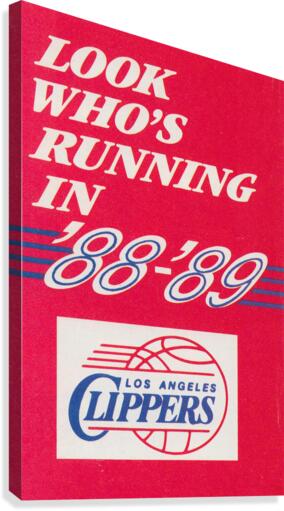 LOOK
WHO'S
RUNNING
IN
'88-'89
LOS ANGELES
CLIPPERS